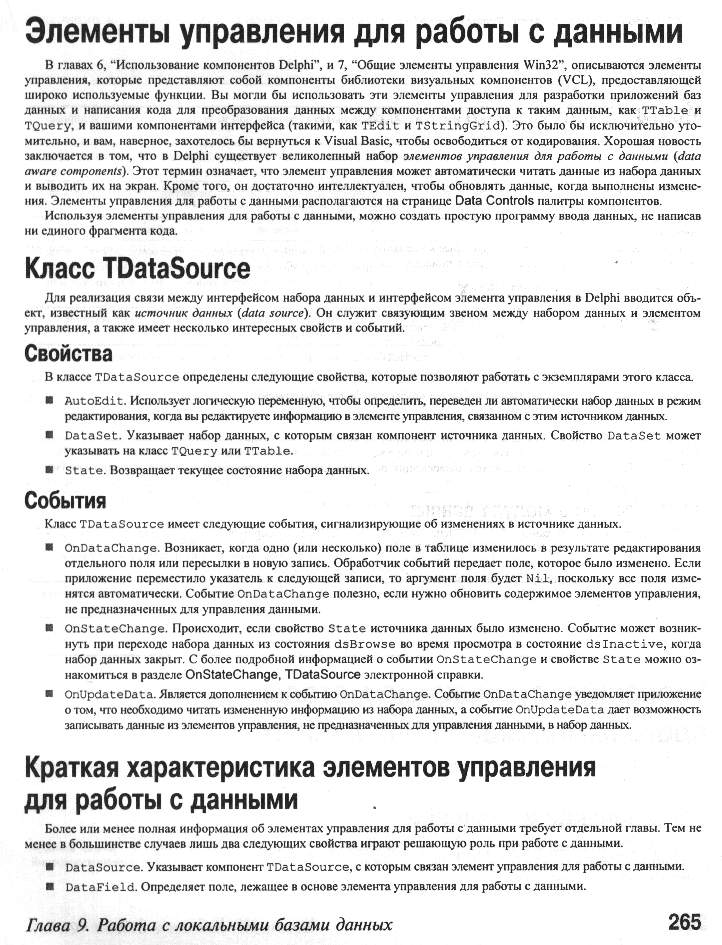 Элементы управления для работы с данными
В главах 6, “Использование компонентов Delphi”, и 7, “Общие элементы управления Win32”, описываются элементы
управления, которые представляют собой компоненты библиотеки визуальных компонентов (VCL), предоставляющей
широко используемые функции. Вы могли бы использовать эти элементы управления для разработки приложений баз
данных и написания кода для преобразования данных между компонентами доступа к таким данным, как TTable и
TQuery, и вашими компонентами интерфейса (такими, как TEdit и TStringGrid). Это было бы исключительно уто-
мительно, и вам, наверное, захотелось бы вернуться к Visual Basic, чтобы освободиться от кодирования. Хорошая новость
заключается в том, что в Delphi существует великолепный набор элементов управления для работы с данными (data
aware components). Этот термин означает, что элемент управления может автоматически читать данные из набора данных
и выводить их на экран. Кроме того, он достаточно интеллектуален, чтобы обновлять данные, когда выполнены измене-
ния. Элементы управления для работы с данными располагаются на странице Data Controls палитры компонентов.
Используя элементы управления для работы с данными, можно создать простую программу ввода данных, не написав
ни единого фрагмента кода.
Класс TDataSource
Для реализация связи между интерфейсом набора данных и интерфейсом элемента управления в Delphi вводится объ-
ект, известный как источник данных (data source). Он служит связующим звеном между набором данных и элементом
управления, а также имеет несколько интересных свойств и событий.
Свойства
В классе TDataSource определены следующие свойства, которые позволяют работать с экземплярами этого класса.
■ AutoEdit. Использует логическую переменную, чтобы определить, переведен ли автоматически набор данных в режим
редактирования, когда вы редактируете информацию в элементе управления, связанном с этим источником данных.
■ DataSet. Указывает набор данных, с которым связан компонент источника данных. Свойство DataSet может
указывать на класс TQuery или TTable.
■ State. Возвращает текущее состояние набора данных.
События
Класс TDataSource имеет следующие события, сигнализирующие об изменениях в источнике данных.
■ OnDataChange. Возникает, когда одно (или несколько) поле в таблице изменилось в результате редактирования
отдельного поля или пересылки в новую запись. Обработчик событий передает поле, которое было изменено. Если
приложение переместило указатель к следующей записи, то аргумент поля будет Nil, поскольку все поля изме-
нятся автоматически. Событие OnDataChange полезно, если нужно обновить содержимое элементов управления,
не предназначенных для управления данными.
■ OnStateChange. Происходит, если свойство State источника данных было изменено. Событие может возник-
нуть при переходе набора данных из состояния dsBrowse во время просмотра в состояние dsInactive, когда
набор данных закрыт. С более подробной информацией о событии OnStateChange и свойстве State можно оз-
накомиться в разделе OnStateChange, TDataSource электронной справки.
■ OnUpdateData. Является дополнением к событию OnDataChange. Событие OnDataChange уведомляет приложение
о том, что необходимо читать измененную информацию из набора данных, а событие OnUpdateData дает возможность
записывать данные из элементов управления, не предназначенных для управления данными, в набор данных.
Краткая характеристика элементов управления
для работы с данными
Более или менее полная информация об элементах управления для работы с данными требует отдельной главы. Тем не
менее в большинстве случаев лишь два следующих свойства играют решающую роль при работе с данными.
■ DataSource. Указывает компонент TDataSource, с которым связан элемент управления для работы с данными.
■ DataField. Определяет поле, лежащее в основе элемента управления для работы с данными.
Глава 9. Работа с локальными базами данных 265